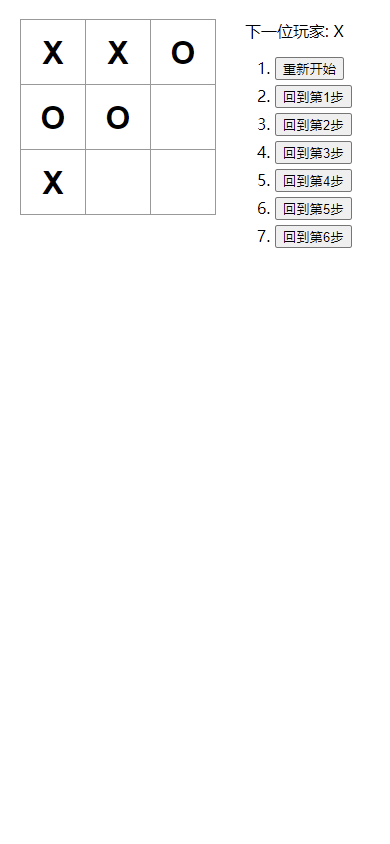 X X O
O O
X
下一位玩家: X
1. 重新开始
2. 回到第1步
3. 回到第2步
4. 回到第3步
5. 回到第4步
6. 回到第5步
7. 回到第6步